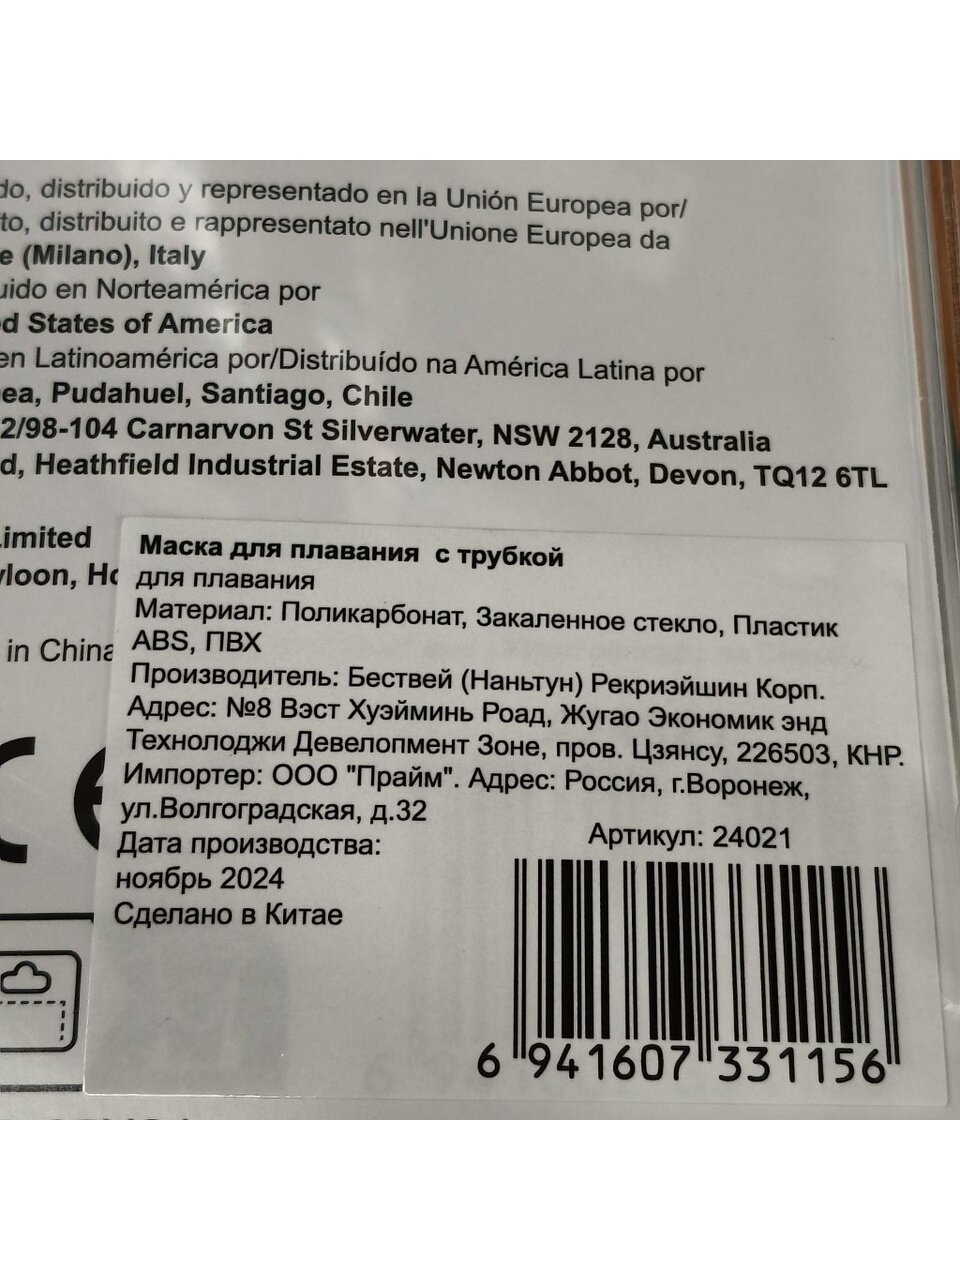 distribuido y representado en la Unión Europea por/
distribuito e rappresentato nell'Unione Europea da
(Milano), Italy
en Norteamérica por
States of America
en Latinoamérica por/Distribuído na América Latina por
Pudahuel, Santiago, Chile
2/98-104 Carnarvon St Silverwater, NSW 2128, Australia
Heathfield Industrial Estate, Newton Abbot, Devon, TQ12 6TL
Limited
in China
Маска для плавания с трубкой
для плавания
Материал: Поликарбонат, Закаленное стекло, Пластик
ABS, ПВХ
Производитель: Бествей (Наньтун) Рекриэйшин Корп.
Адрес: №8 Вэст Хуэйминь Роад, Жугао Экономик энд
Технолоджи Девелопмент Зоне, пров. Цзянсу, 226503, КНР.
Импортер: ООО "Прайм". Адрес: Россия, г.Воронеж,
ул.Волгоградская, д.32
Дата производства:
ноябрь 2024
Сделано в Китае
Артикул: 24021
6 941607 331156